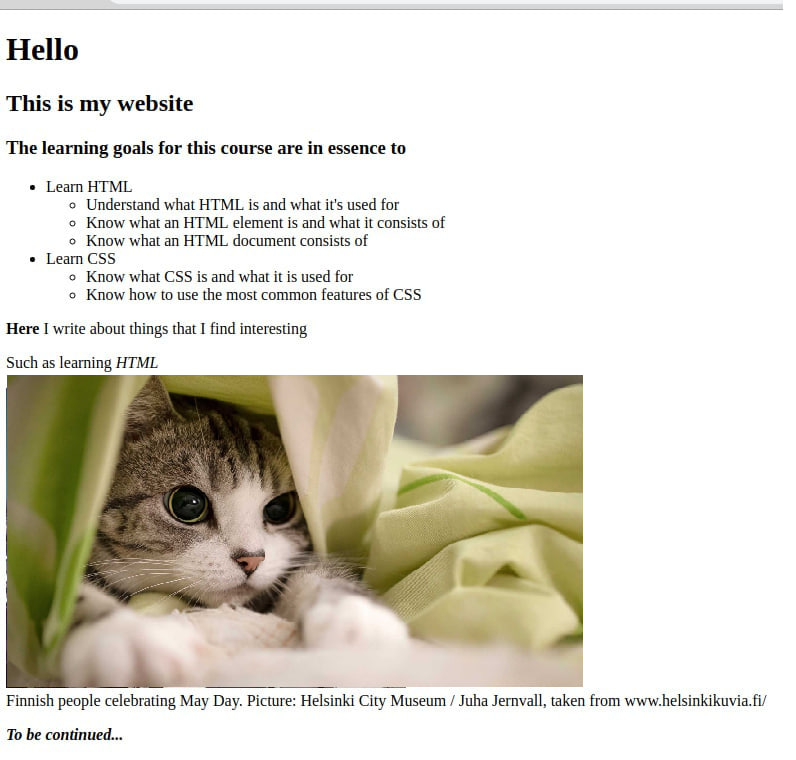 Hello
This is my website
The learning goals for this course are in essence to
Learn HTML
Understand what HTML is and what it's used for
Know what an HTML element is and what it consists of
Know what an HTML document consists of
Learn CSS
Know what CSS is and what it is used for
Know how to use the most common features of CSS
Here I write about things that I find interesting
Such as learning HTML
Finnish people celebrating May Day. Picture: Helsinki City Museum / Juha Jernvall, taken from www.helsinkikuvia.fi/
To be continued...